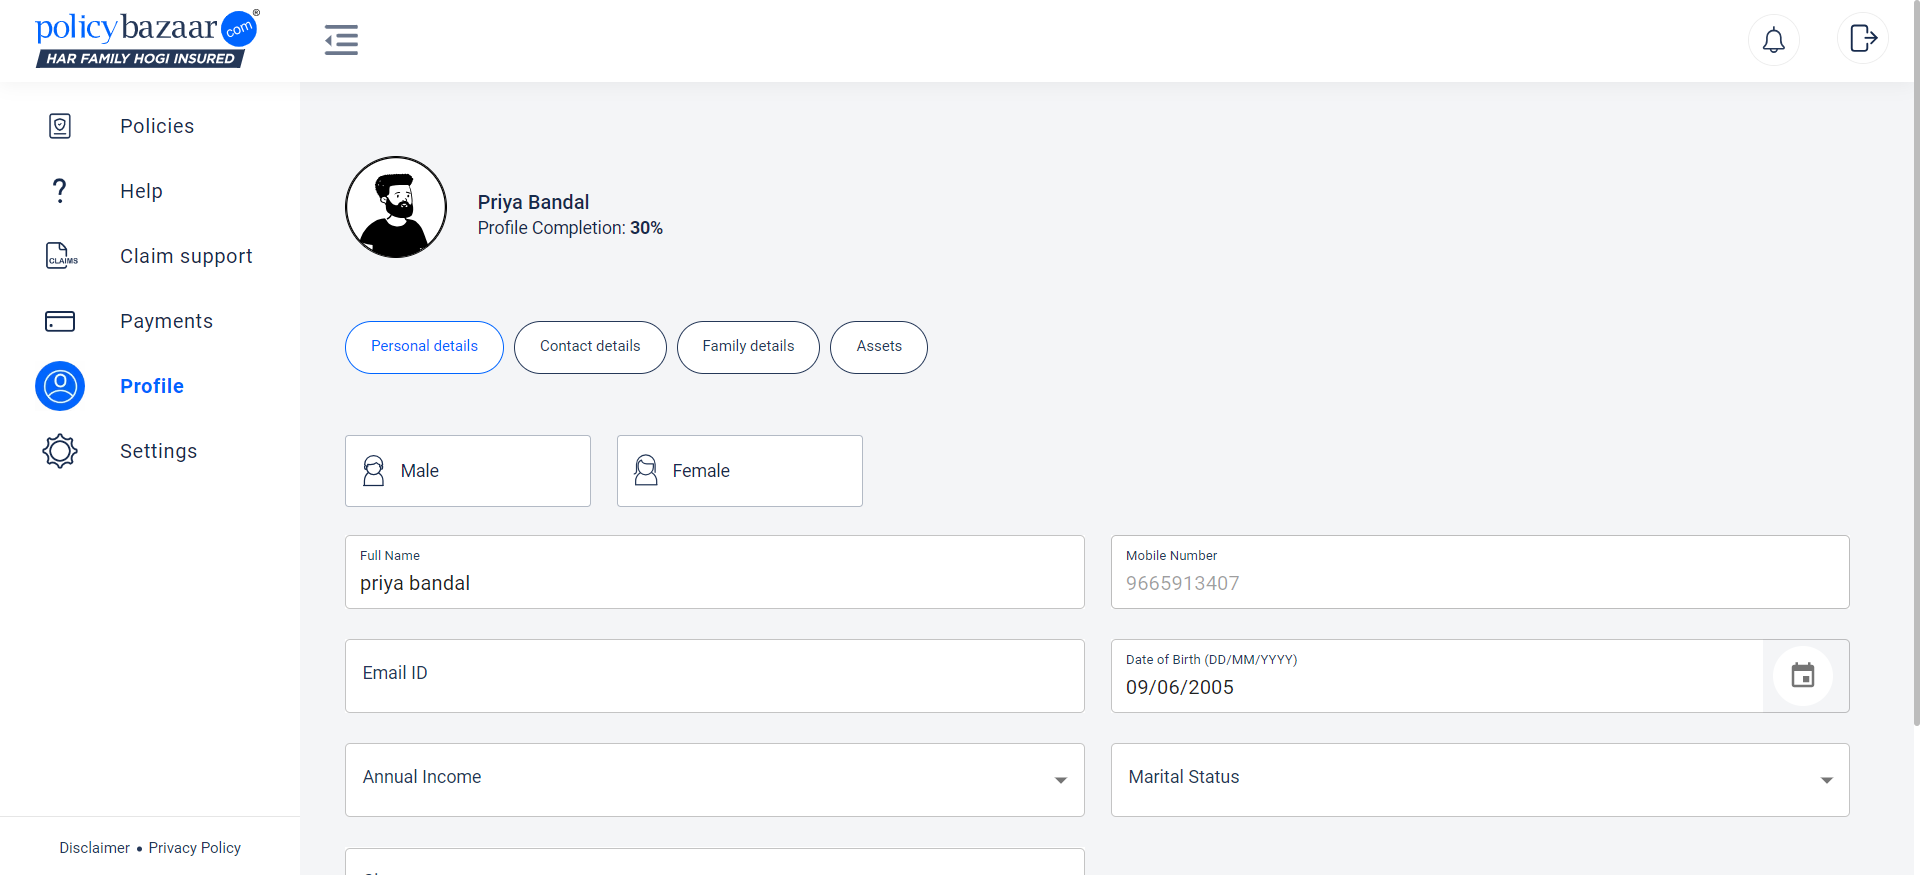 policybazaar com ®
HAR FAMILY HOGI INSURED
Policies
Help
CLAIMS
Claim support
Payments
Profile
Settings
Disclaimer • Privacy Policy
Priya Bandal
Profile Completion: 30%
Personal details
Contact details
Family details
Assets
Male
Female
Full Name
priya bandal
Mobile Number
9665913407
Email ID
Date of Birth (DD/MM/YYYY)
09/06/2005
Annual Income
Marital Status